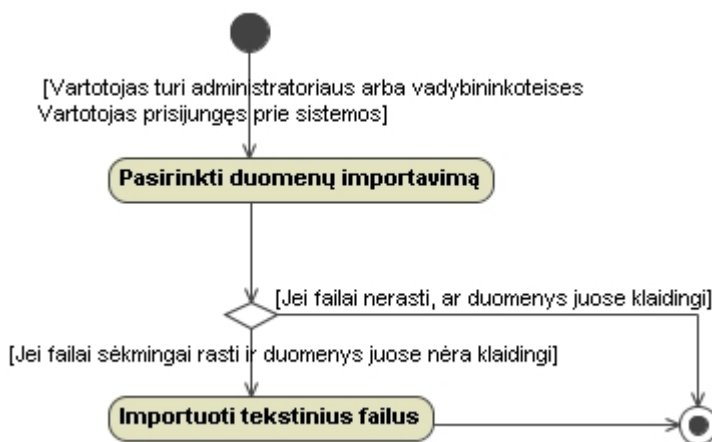 [Vartotojas turi administratoriaus arba vadybininkoteises
Vartotojas prisijungęs prie sistemos]
Pasirinkti duomenų importavimą
[Jei failai nerasti, ar duomenys juose klaidingi]
[Jei failai sėkmingai rasti ir duomenys juose nėra klaidingi]
Importuoti tekstinius failus